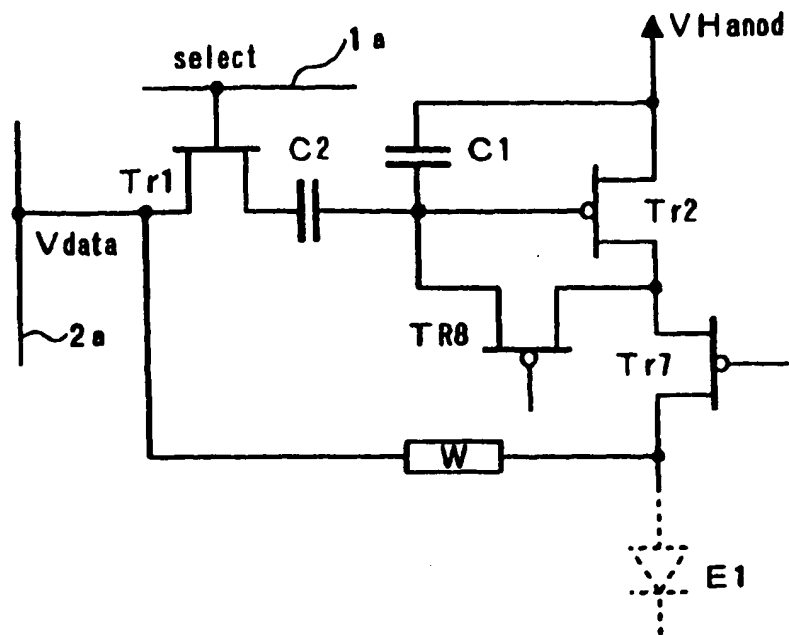 VHanod
1a
select
C2
C1
Tr1
Tr2
Vdata
2a
TR8
Tr7
W
E1